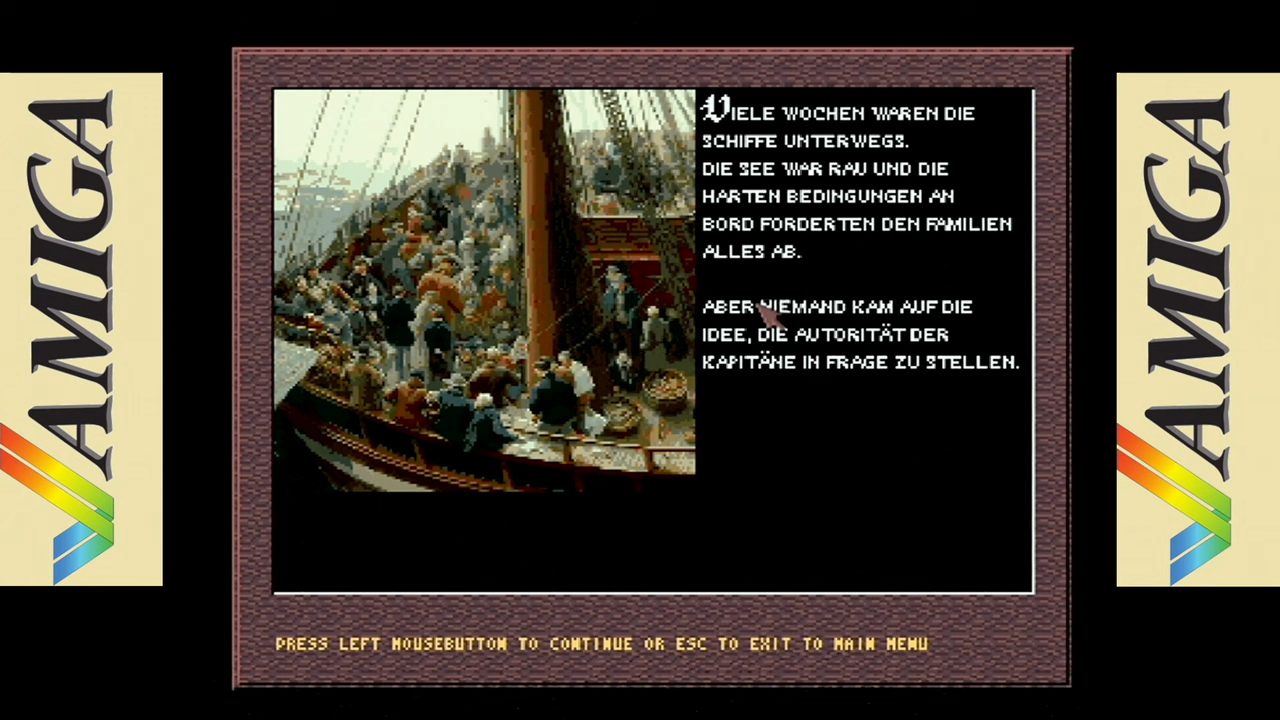 AMIGA
VIELE WOCHEN WAREN DIE
SCHIFFE UNTERWEGS.
DIE SEE WAR RAU UND DIE
HARTEN BEDINGUNGEN AN
BORD FORDERTEN DEN FAMILIEN
ALLES AB.
ABER NIEMAND KAM AUF DIE
IDEE, DIE AUTORITÄT DER
KAPITÄNE IN FRAGE ZU STELLEN.
PRESS LEFT MOUSEBUTTON TO CONTINUE OR ESC TO EXIT TO MAIN MENU
AMIGA